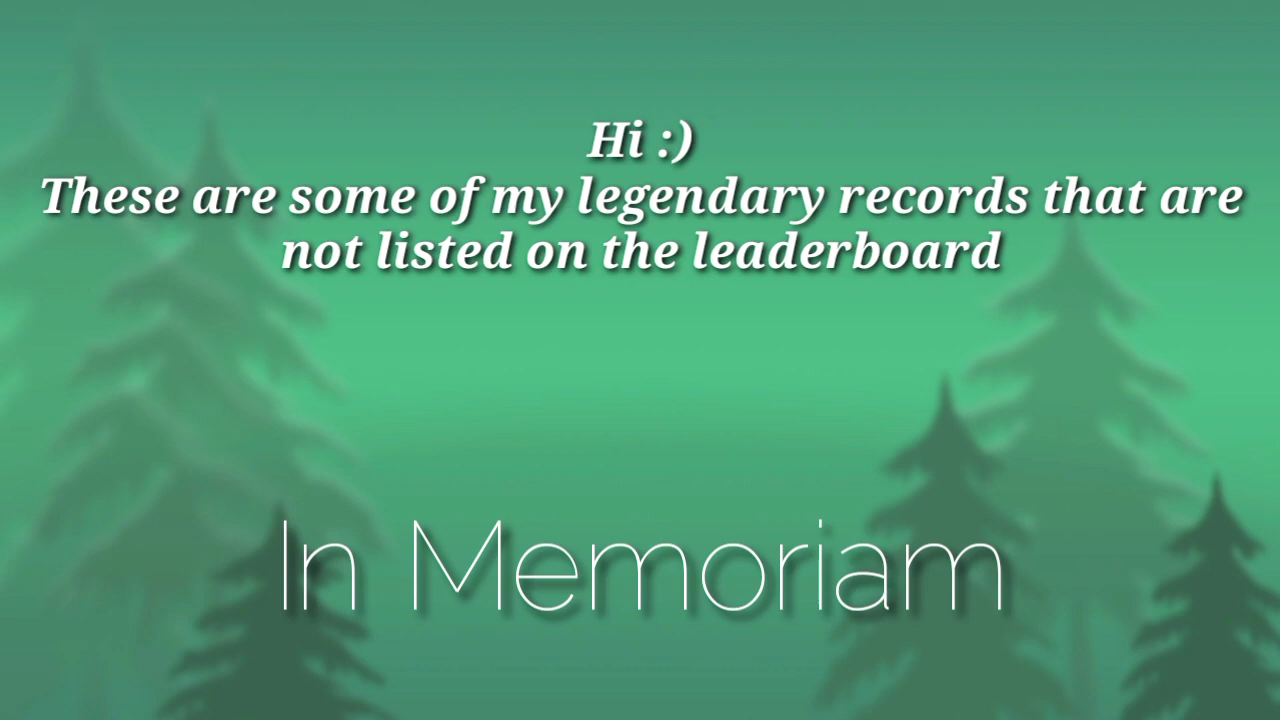 Hi :)
These are some of my legendary records that are
not listed on the leaderboard
In Memoriam